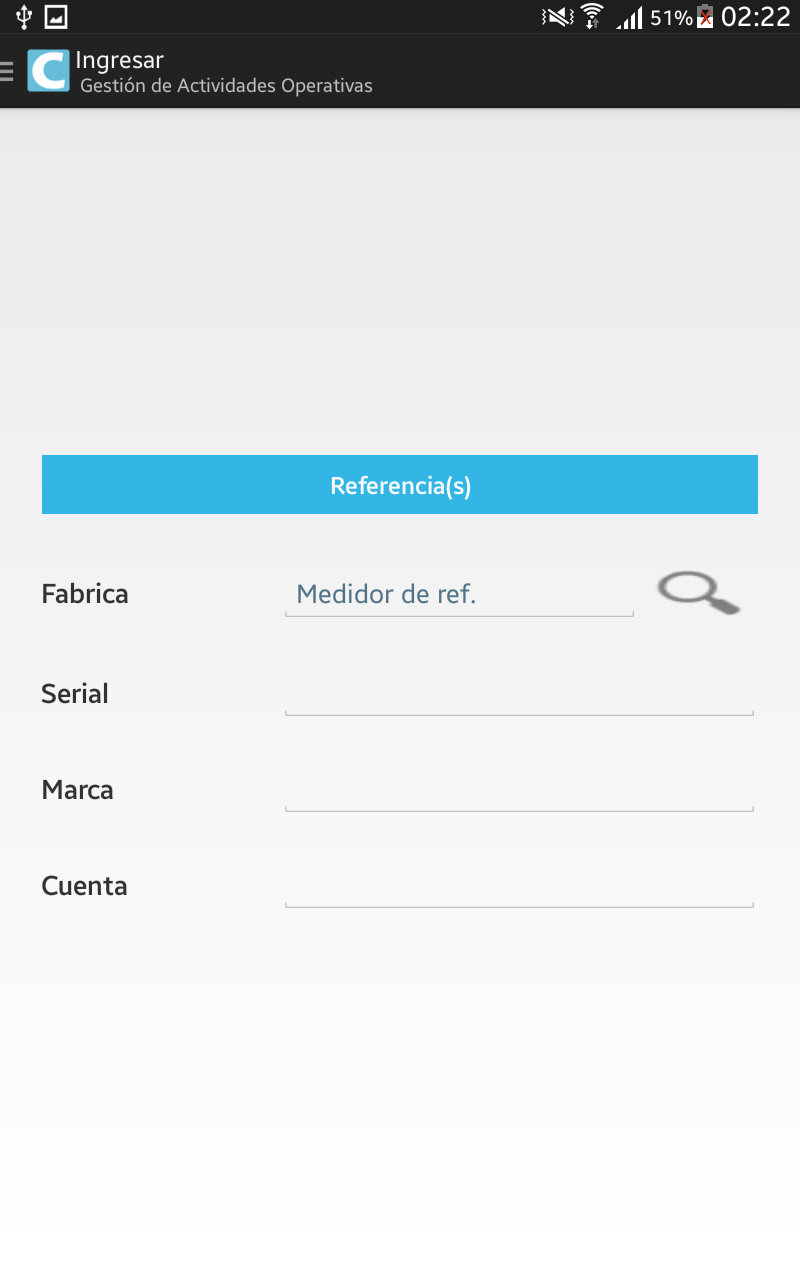 51% 02:22
C Ingresar
Gestión de Actividades Operativas
Referencia(s)
Fabrica Medidor de ref.
Serial
Marca
Cuenta